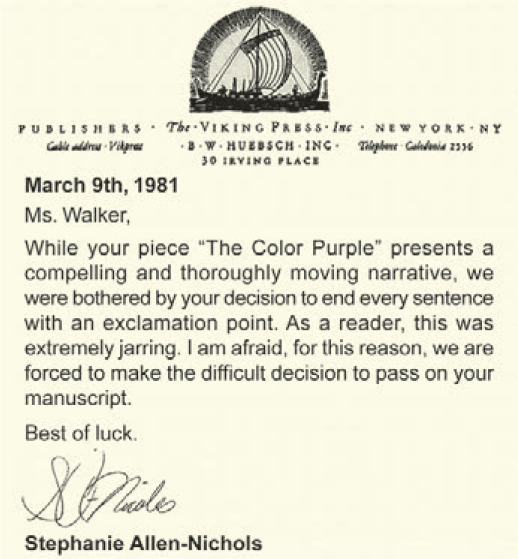 PUBLISHERS · The · VIKING PRESS · Inc · NEW YORK · NY
Cable address · Vikpress · B · W · HUEBSCH · INC · Telephone · Caledonia 2356
30 IRVING PLACE
March 9th, 1981
Ms. Walker,
While your piece “The Color Purple” presents a
compelling and thoroughly moving narrative, we
were bothered by your decision to end every sentence
with an exclamation point. As a reader, this was
extremely jarring. I am afraid, for this reason, we are
forced to make the difficult decision to pass on your
manuscript.
Best of luck.
Stephanie Allen-Nichols